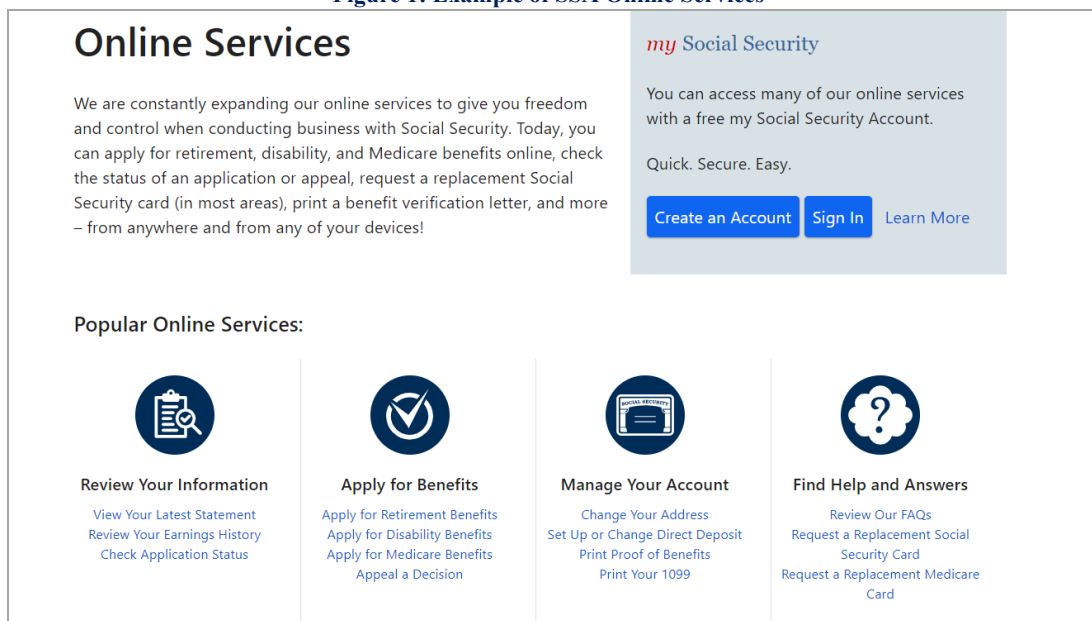 Figure 1: Example of SSA Online Services
Online Services
We are constantly expanding our online services to give you freedom
and control when conducting business with Social Security. Today, you
can apply for retirement, disability, and Medicare benefits online, check
the status of an application or appeal, request a replacement Social
Security card (in most areas), print a benefit verification letter, and more
– from anywhere and from any of your devices!
my Social Security
You can access many of our online services
with a free my Social Security Account.
Quick. Secure. Easy.
Create an Account Sign In Learn More
Popular Online Services:
Review Your Information
View Your Latest Statement
Review Your Earnings History
Check Application Status
Apply for Benefits
Apply for Retirement Benefits
Apply for Disability Benefits
Apply for Medicare Benefits
Appeal a Decision
SOCIAL SECURITY
Manage Your Account
Change Your Address
Set Up or Change Direct Deposit
Print Proof of Benefits
Print Your 1099
?
Find Help and Answers
Review Our FAQs
Request a Replacement Social
Security Card
Request a Replacement Medicare
Card